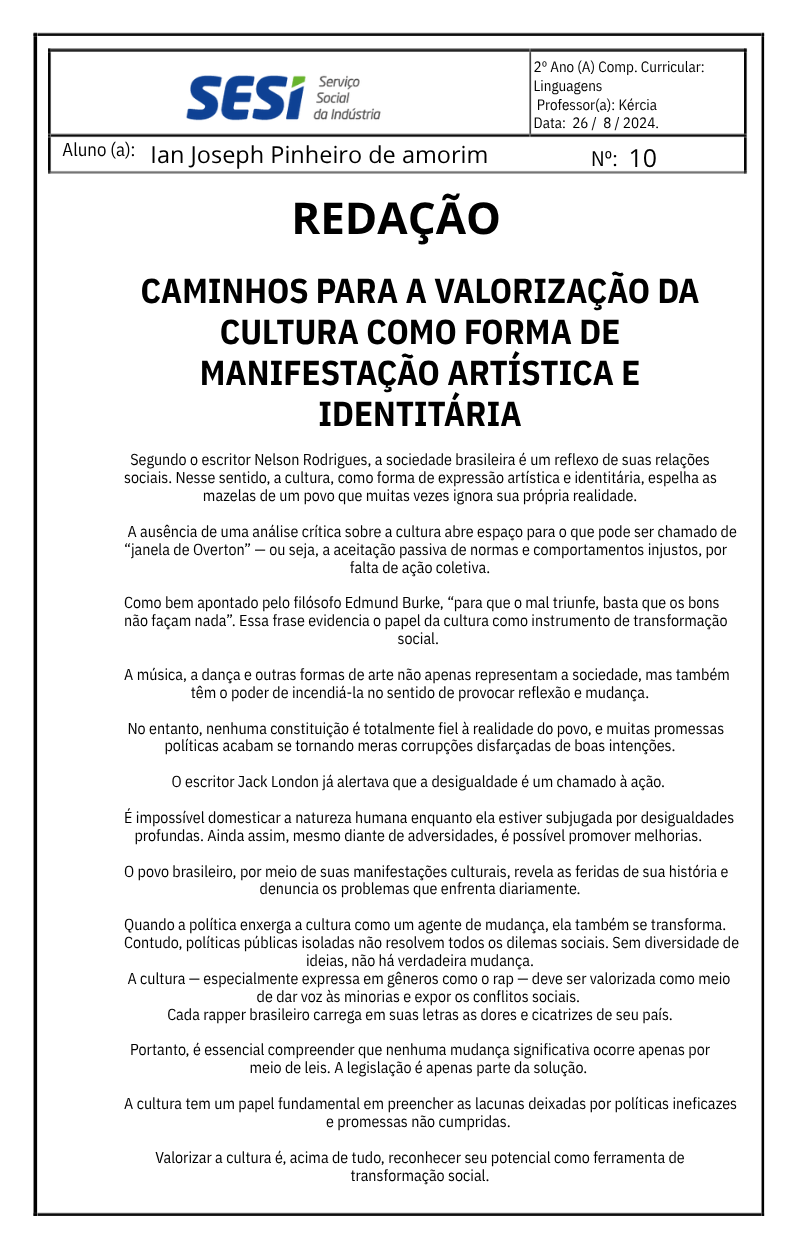 SESI
Serviço
Social
da Indústria
2º Ano (A) Comp. Curricular:
Linguagens
Professor(a): Kércia
Data: 26 / 8 / 2024.
Aluno (a): Ian Joseph Pinheiro de amorim
Nº: 10
REDAÇÃO
CAMINHOS PARA A VALORIZAÇÃO DA
CULTURA COMO FORMA DE
MANIFESTAÇÃO ARTÍSTICA E
IDENTITÁRIA
Segundo o escritor Nelson Rodrigues, a sociedade brasileira é um reflexo de suas relações
sociais. Nesse sentido, a cultura, como forma de expressão artística e identitária, espelha as
mazelas de um povo que muitas vezes ignora sua própria realidade.
A ausência de uma análise crítica sobre a cultura abre espaço para o que pode ser chamado de
“janela de Overton” — ou seja, a aceitação passiva de normas e comportamentos injustos, por
falta de ação coletiva.
Como bem apontado pelo filósofo Edmund Burke, “para que o mal triunfe, basta que os bons
não façam nada”. Essa frase evidencia o papel da cultura como instrumento de transformação
social.
A música, a dança e outras formas de arte não apenas representam a sociedade, mas também
têm o poder de incendiá-la no sentido de provocar reflexão e mudança.
No entanto, nenhuma constituição é totalmente fiel à realidade do povo, e muitas promessas
políticas acabam se tornando meras corrupções disfarçadas de boas intenções.
O escritor Jack London já alertava que a desigualdade é um chamado à ação.
É impossível domesticar a natureza humana enquanto ela estiver subjugada por desigualdades
profundas. Ainda assim, mesmo diante de adversidades, é possível promover melhorias.
O povo brasileiro, por meio de suas manifestações culturais, revela as feridas de sua história e
denuncia os problemas que enfrenta diariamente.
Quando a política enxerga a cultura como um agente de mudança, ela também se transforma.
Contudo, políticas públicas isoladas não resolvem todos os dilemas sociais. Sem diversidade de
ideias, não há verdadeira mudança.
A cultura — especialmente expressa em gêneros como o rap — deve ser valorizada como meio
de dar voz às minorias e expor os conflitos sociais.
Cada rapper brasileiro carrega em suas letras as dores e cicatrizes de seu país.
Portanto, é essencial compreender que nenhuma mudança significativa ocorre apenas por
meio de leis. A legislação é apenas parte da solução.
A cultura tem um papel fundamental em preencher as lacunas deixadas por políticas ineficazes
e promessas não cumpridas.
Valorizar a cultura é, acima de tudo, reconhecer seu potencial como ferramenta de
transformação social.